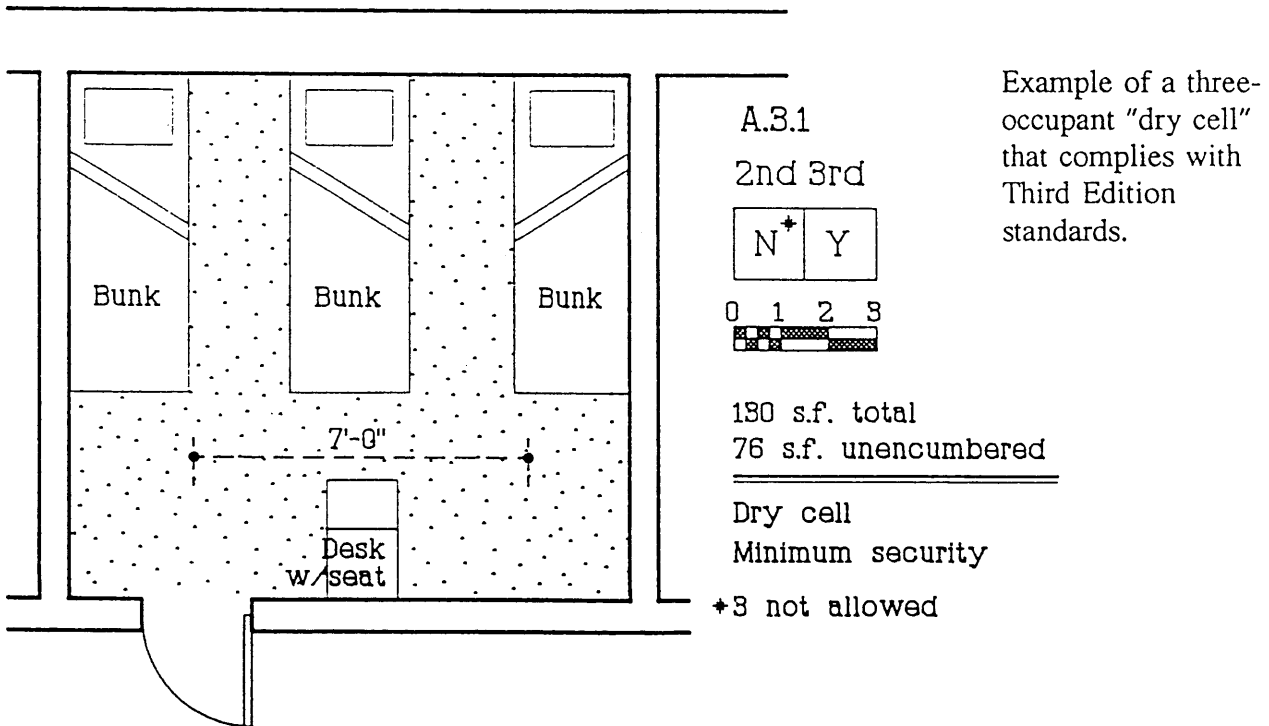 A.3.1
2nd 3rd
N* Y
0 1 2 3
130 s.f. total
76 s.f. unencumbered
Dry cell
Minimum security
*3 not allowed
Example of a three-
occupant "dry cell"
that complies with
Third Edition
standards.
Bunk
Bunk
Bunk
7'-0"
Desk
w/seat